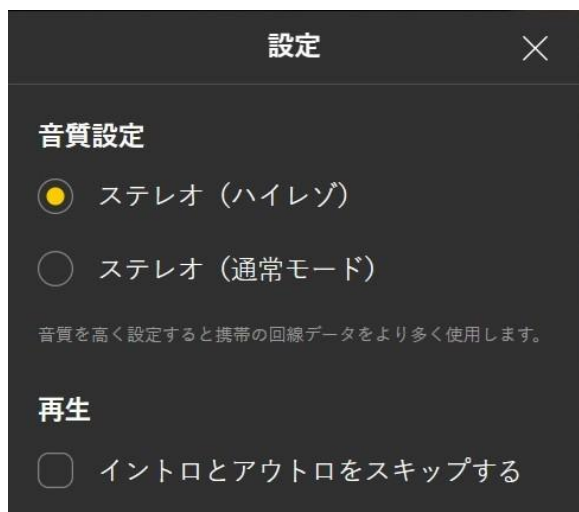 設定
音質設定
ステレオ（ハイレゾ）
ステレオ（通常モード）
音質を高く設定すると携帯の回線データをより多く使用します。
再生
イントロとアウトロをスキップする